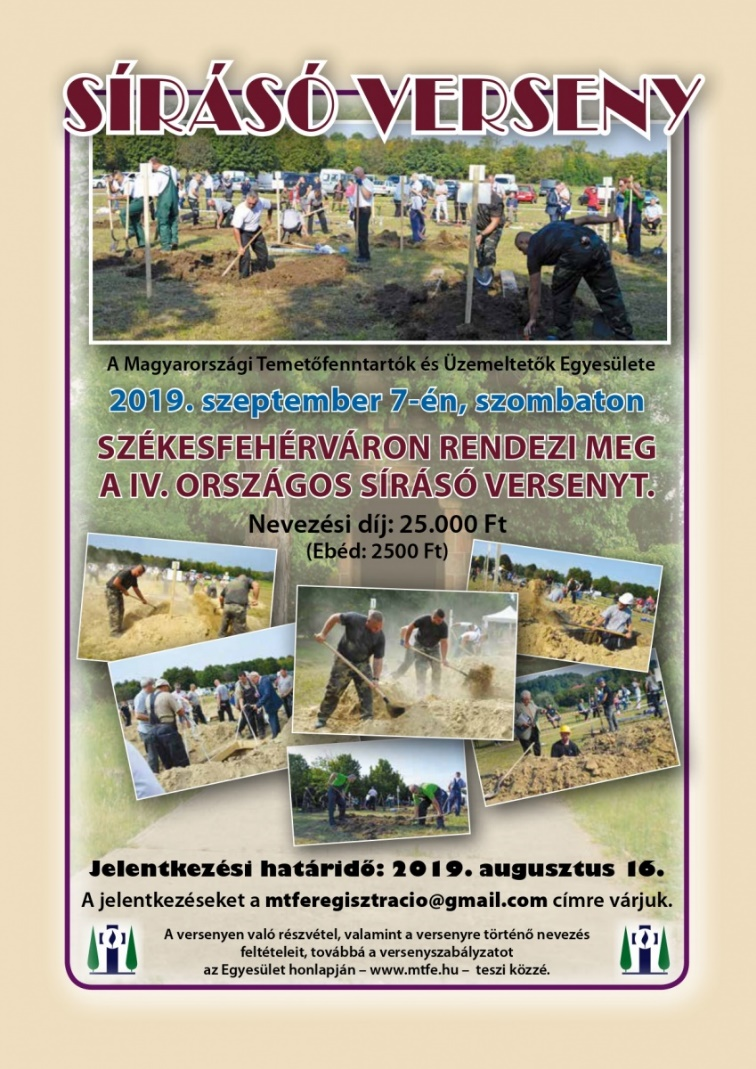 SÍRÁSÓ VERSENY
A Magyarországi Temetőfenntartók és Üzemeltetők Egyesülete
2019. szeptember 7-én, szombaton
SZÉKESFEHÉRVÁRON RENDEZI MEG
A IV. ORSZÁGOS SÍRÁSÓ VERSENYT.
Nevezési díj: 25.000 Ft
(Ebéd: 2500 Ft)
Jelentkezési határidő: 2019. augusztus 16.
A jelentkezéseket a mtferegisztracio@gmail.com címre várjuk.
A versenyen való részvétel, valamint a versenyre történő nevezés
feltételeit, továbbá a versenyszabályzatot
az Egyesület honlapján – www.mtfe.hu – teszi közzé.